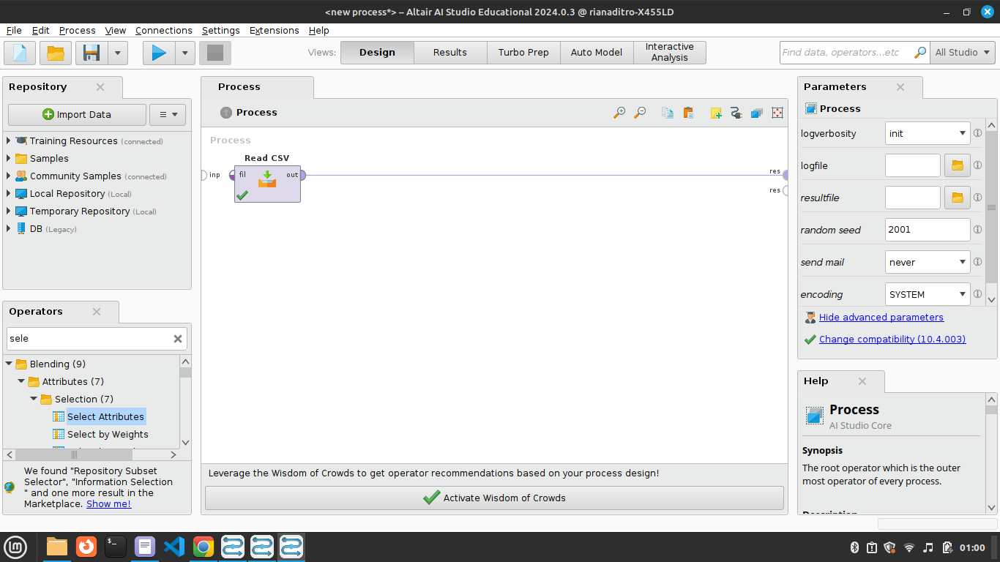 <new process*> – Altair AI Studio Educational 2024.0.3 @ rianaditro-X455LD
File Edit Process View Connections Settings Extensions Help
Views: Design Results Turbo Prep Auto Model Interactive Analysis
Find data, operators...etc All Studio
Repository
Import Data
Training Resources (connected)
Samples
Community Samples (connected)
Local Repository (Local)
Temporary Repository (Local)
DB (Legacy)
Operators
sele
Blending (9)
Attributes (7)
Selection (7)
Select Attributes
Select by Weights
We found "Repository Subset
Selector", "Information Selection
" and one more result in the
Marketplace. Show me!
Process
Process
Process
Read CSV
inp fil out res
res
Leverage the Wisdom of Crowds to get operator recommendations based on your process design!
Activate Wisdom of Crowds
Parameters
Process
logverbosity init
logfile
resultfile
random seed 2001
send mail never
encoding SYSTEM
Hide advanced parameters
Change compatibility (10.4.003)
Help
Process
AI Studio Core
Synopsis
The root operator which is the outer
most operator of every process.
Description
01:00